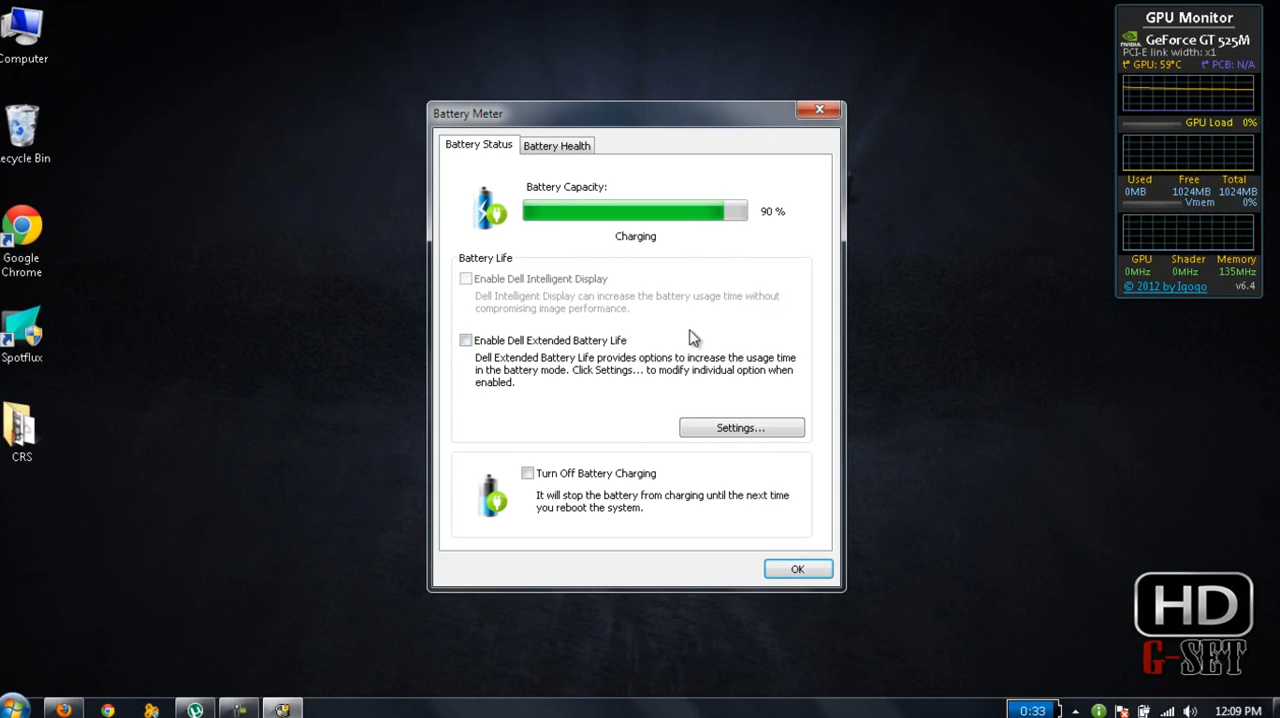 Computer
Recycle Bin
Google
Chrome
Spotflux
CRS
Battery Meter
Battery Status
Battery Health
Battery Capacity:
90 %
Charging
Battery Life
Enable Dell Intelligent Display
Dell Intelligent Display can increase the battery usage time without
compromising image performance.
Enable Dell Extended Battery Life
Dell Extended Battery Life provides options to increase the usage time
in the battery mode. Click Settings... to modify individual option when
enabled.
Settings...
Turn Off Battery Charging
It will stop the battery from charging until the next time
you reboot the system.
OK
GPU Monitor
NVIDIA
GeForce GT 525M
PCI-E link width: x1
t° GPU: 59°C t° PCB: N/A
GPU Load 0%
Used Free Total
0MB 1024MB 1024MB
Vmem 0%
GPU Shader Memory
0MHz 0MHz 135MHz
© 2012 by Igogo v6.4
HD
G-SET
0:33
12:09 PM